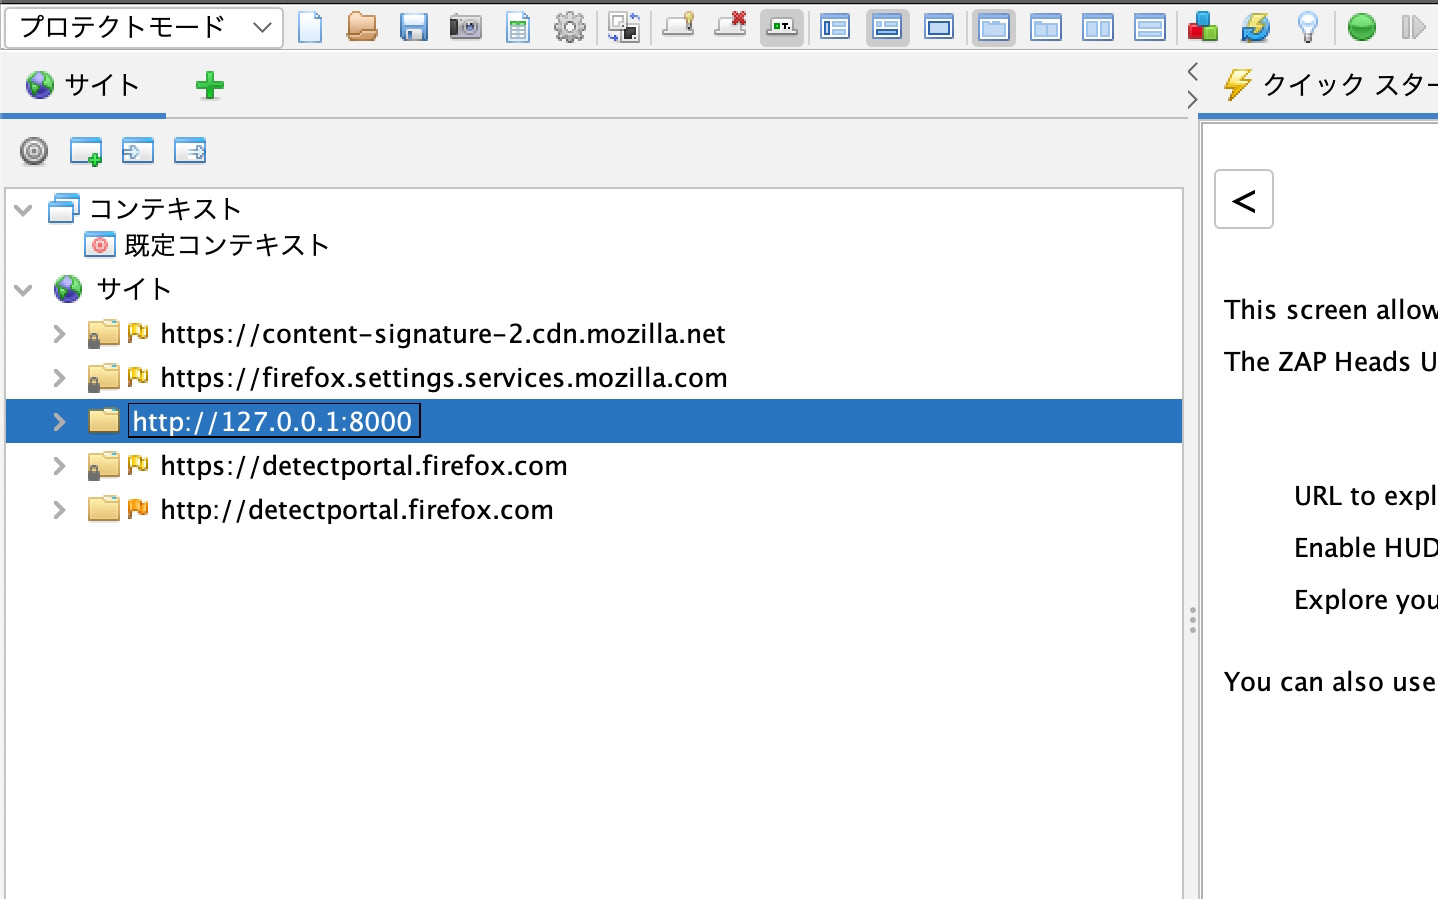 プロテクトモード
サイト
クイック スター
コンテキスト
既定コンテキスト
サイト
https://content-signature-2.cdn.mozilla.net
https://firefox.settings.services.mozilla.com
http://127.0.0.1:8000
https://detectportal.firefox.com
http://detectportal.firefox.com
<
This screen allow
The ZAP Heads U
URL to expl
Enable HUD
Explore you
You can also use